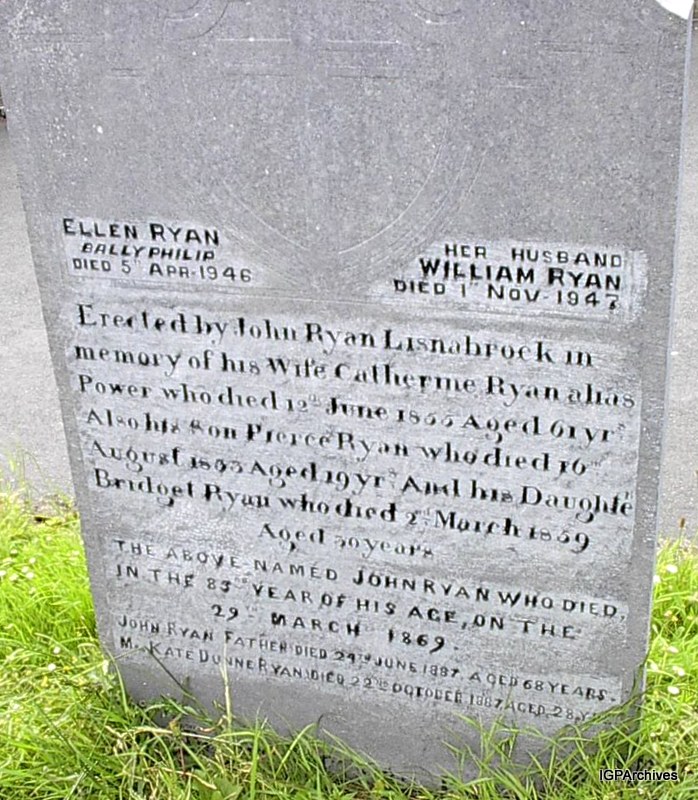 ELLEN RYAN
BALLYPHILIP
DIED 5TH APR. 1946
HER HUSBAND
WILLIAM RYAN
DIED 1ST NOV. 1947
Erected by John Ryan Lisnabrock in
memory of his Wife Catherine Ryan alias
Power who died 12th June 1855 Aged 61 yrs
Also his Son Pierce Ryan who died 16th
August 1855 Aged 19 yrs And his Daughter
Bridget Ryan who died 2nd March 1859
Aged 30 years
THE ABOVE NAMED JOHN RYAN WHO DIED,
IN THE 83RD YEAR OF HIS AGE, ON THE
29TH MARCH 1869.
JOHN RYAN FATHER DIED 24TH JUNE 1887 AGED 68 YEARS.
KATE DUNNE RYAN, DIED 22ND OCTOBER 1887 AGED, 28
IGPArchives